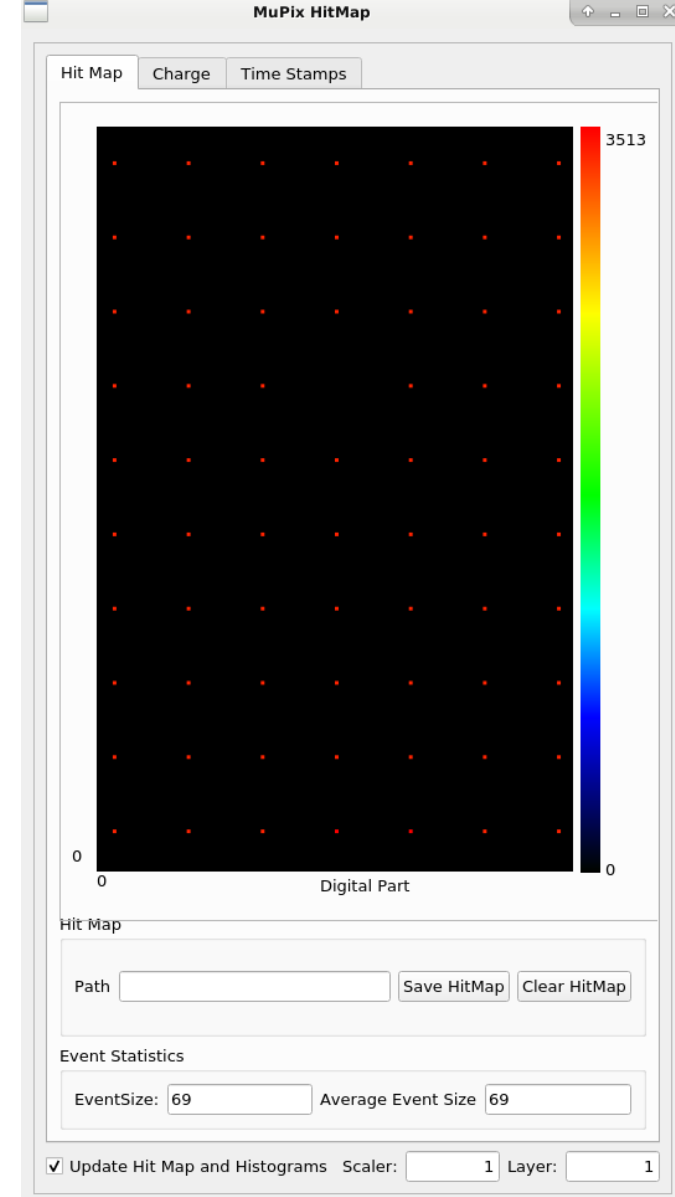 MuPix HitMap
Hit Map Charge Time Stamps
3513
0
0
0
Digital Part
Hit Map
Path Save HitMap Clear HitMap
Event Statistics
EventSize: 69 Average Event Size 69
Update Hit Map and Histograms Scaler: 1 Layer: 1